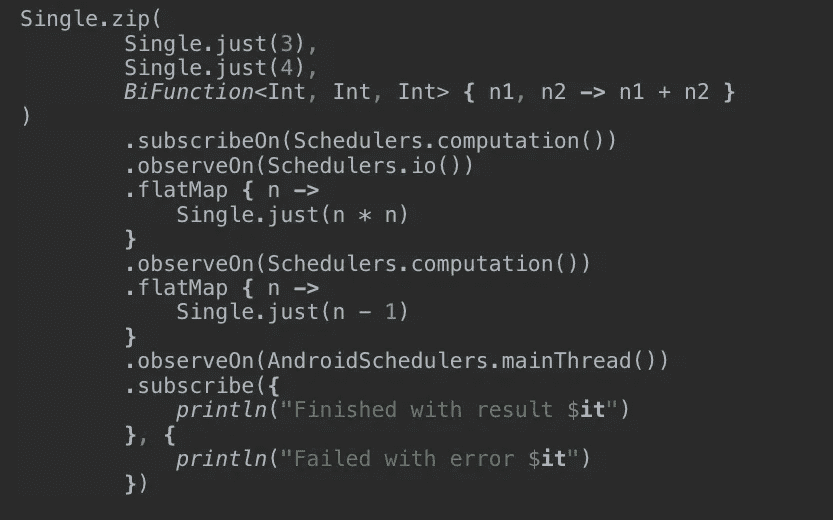 Single.zip(
        Single.just(3),
        Single.just(4),
        BiFunction<Int, Int, Int> { n1, n2 -> n1 + n2 }
)
        .subscribeOn(Schedulers.computation())
        .observeOn(Schedulers.io())
        .flatMap { n ->
            Single.just(n * n)
        }
        .observeOn(Schedulers.computation())
        .flatMap { n ->
            Single.just(n - 1)
        }
        .observeOn(AndroidSchedulers.mainThread())
        .subscribe({
            println("Finished with result $it")
        }, {
            println("Failed with error $it")
        })